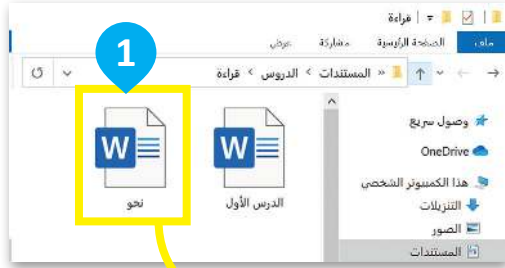 قراءة
ملف الصفحة الرئيسية مشاركة عرض
« المستندات > الدروس > قراءة
1
وصول سريع
OneDrive
هذا الكمبيوتر الشخصي
التنزيلات
الصور
المستندات
W W
الدرس الأول نحو